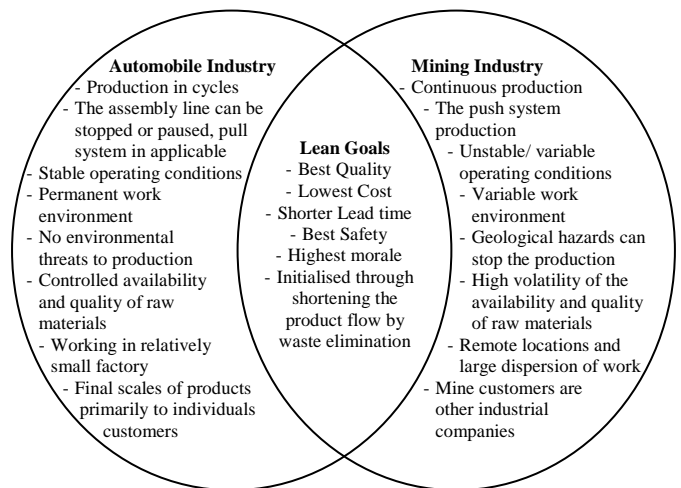 Automobile Industry
- Production in cycles
- The assembly line can be
stopped or paused, pull
system in applicable
- Stable operating conditions
- Permanent work
environment
- No environmental
threats to production
- Controlled availability
and quality of raw
materials
- Working in relatively
small factory
- Final scales of products
primarily to individuals
customers
Lean Goals
- Best Quality
- Lowest Cost
- Shorter Lead time
- Best Safety
- Highest morale
- Initialised through
shortening the
product flow by
waste elimination
Mining Industry
- Continuous production
- The push system
production
- Unstable/ variable
operating conditions
- Variable work
environment
- Geological hazards can
stop the production
- High volatility of the
availability and quality
of raw materials
- Remote locations and
large dispersion of work
- Mine customers are
other industrial
companies